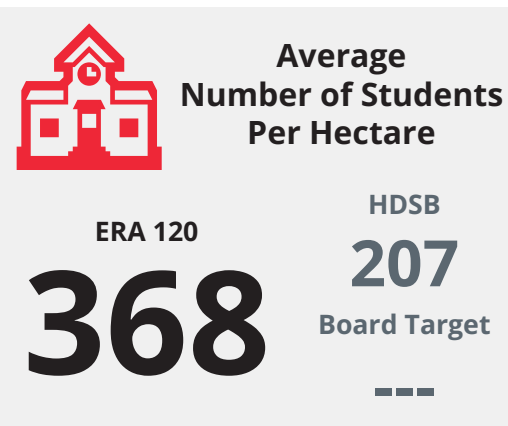 Average
Number of Students
Per Hectare
ERA 120
368
HDSB
207
Board Target
---